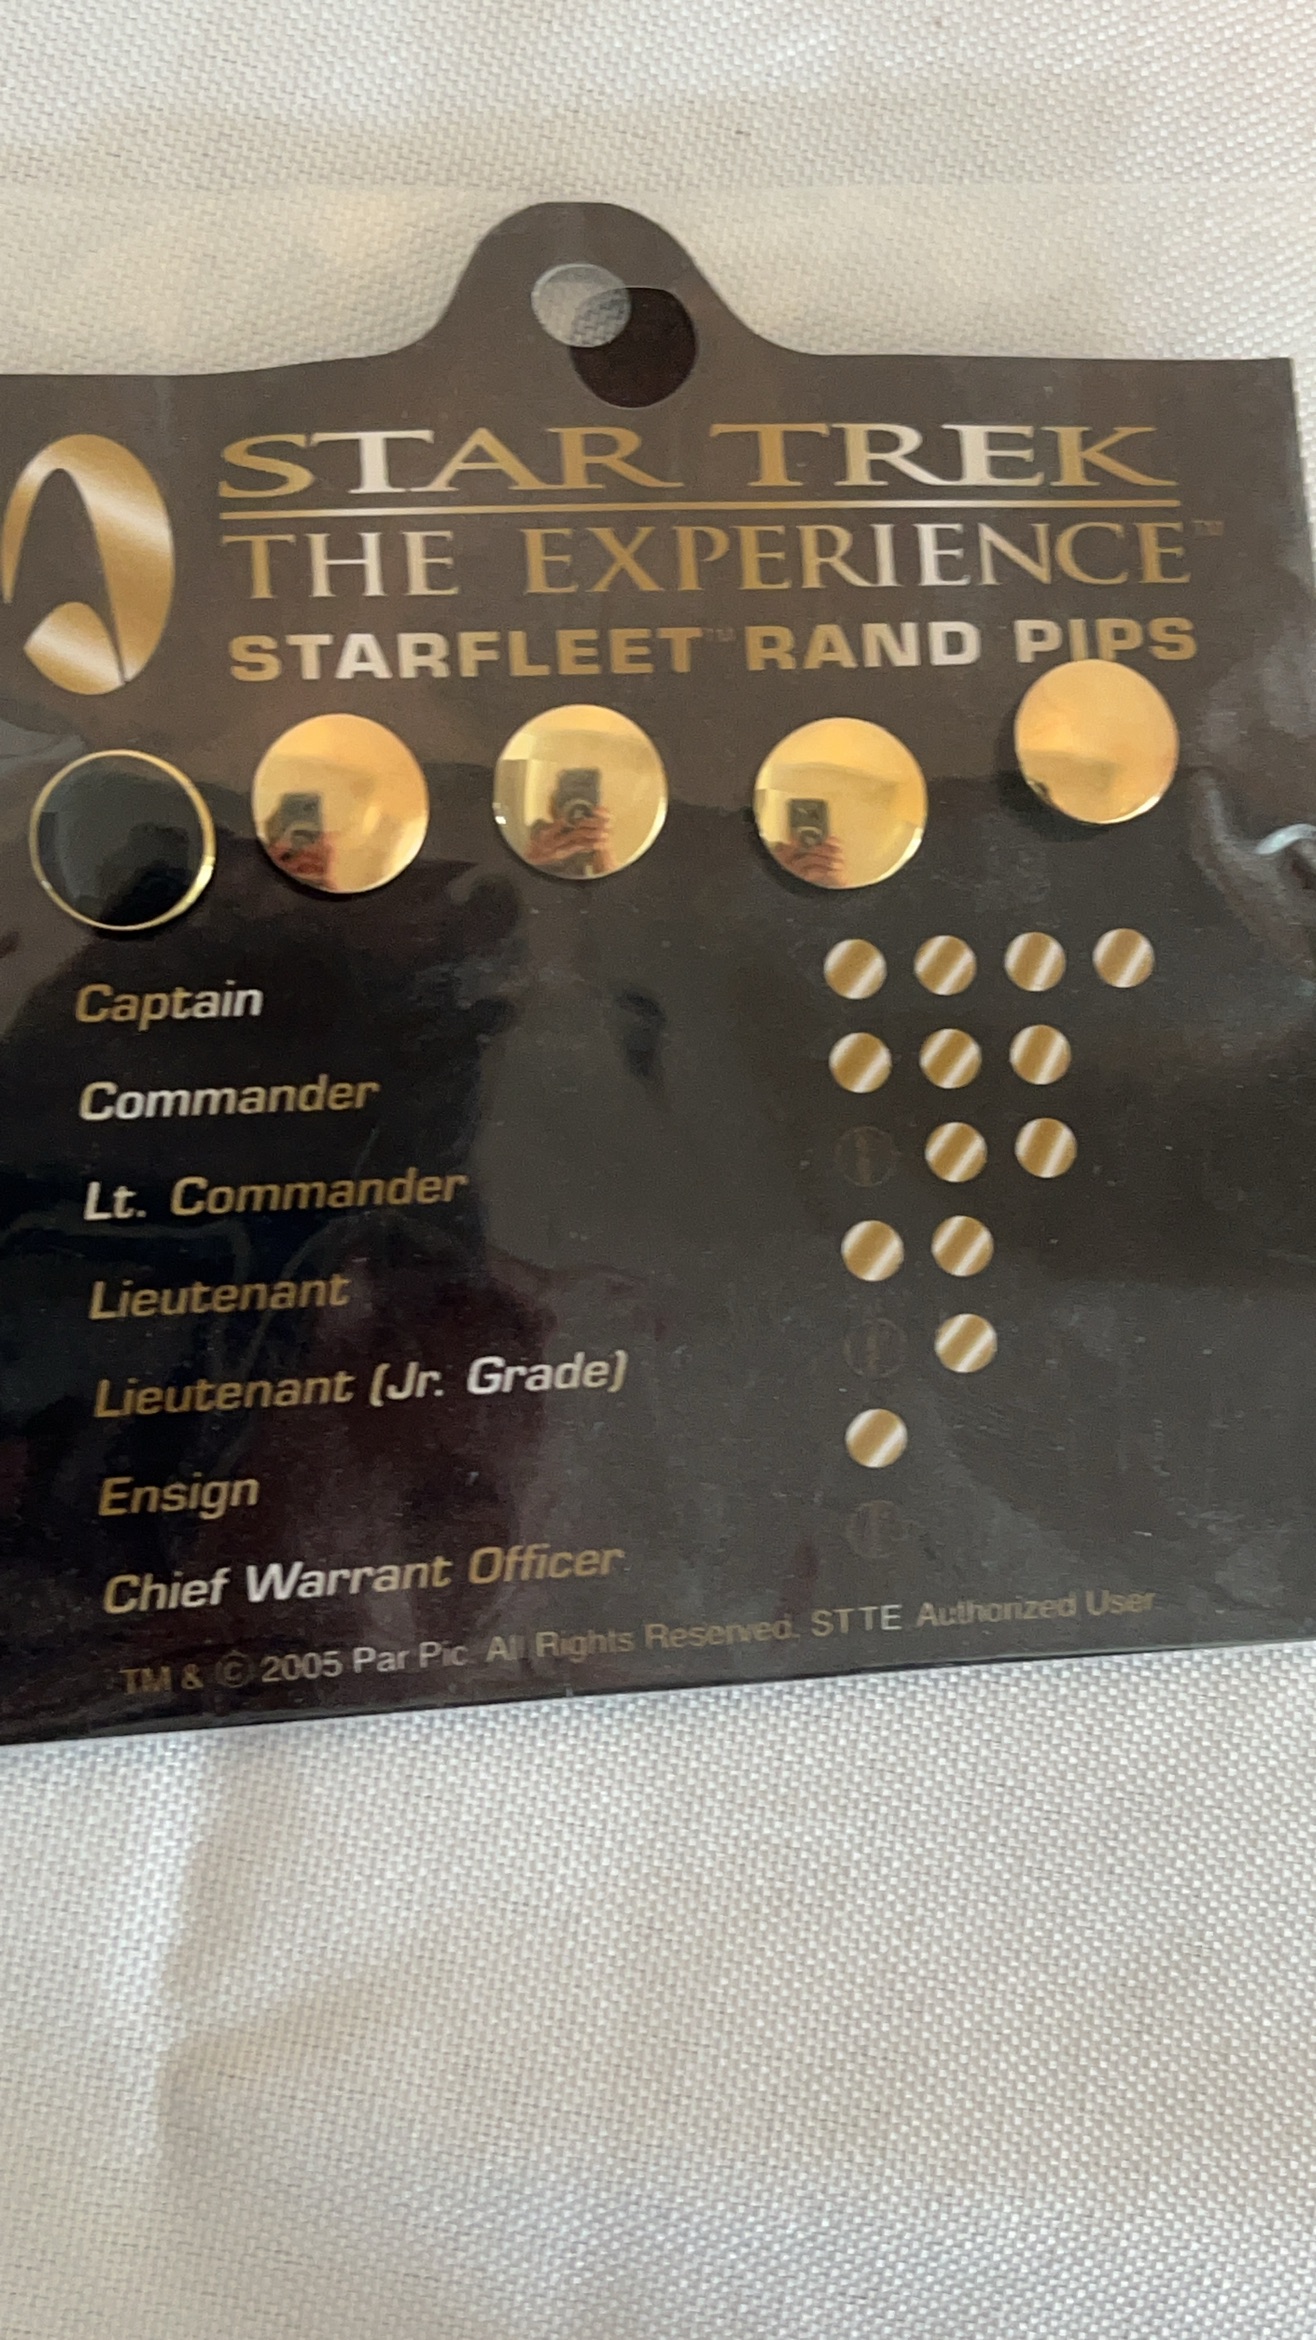 STAR TREK
THE EXPERIENCE™
STARFLEET™ RAND PIPS
Captain
Commander
Lt. Commander
Lieutenant
Lieutenant (Jr. Grade)
Ensign
Chief Warrant Officer
TM & © 2005 Par Pic All Rights Reserved. STTE Authorized User